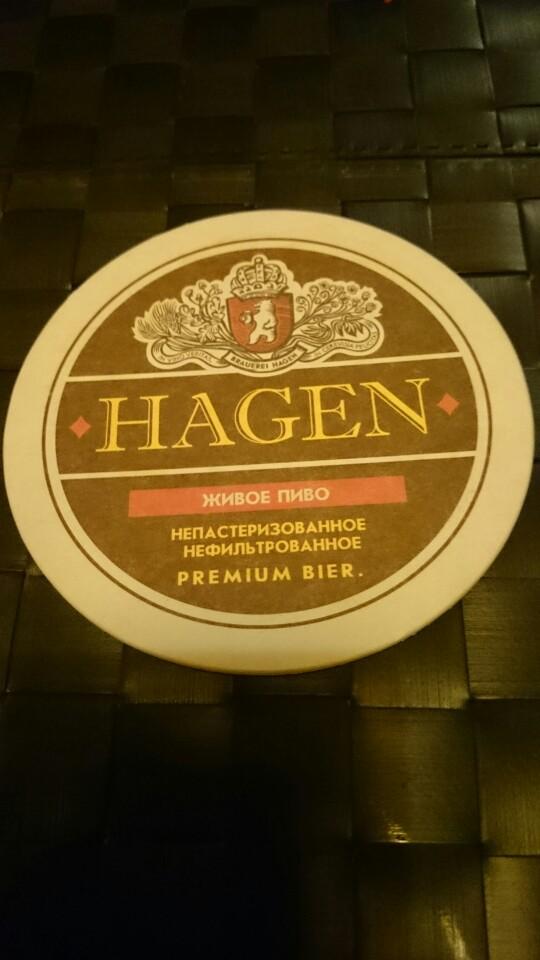 BRAUEREI HAGEN
HAGEN
ЖИВОЕ ПИВО
НЕПАСТЕРИЗОВАННОЕ
НЕФИЛЬТРОВАННОЕ
PREMIUM BIER.